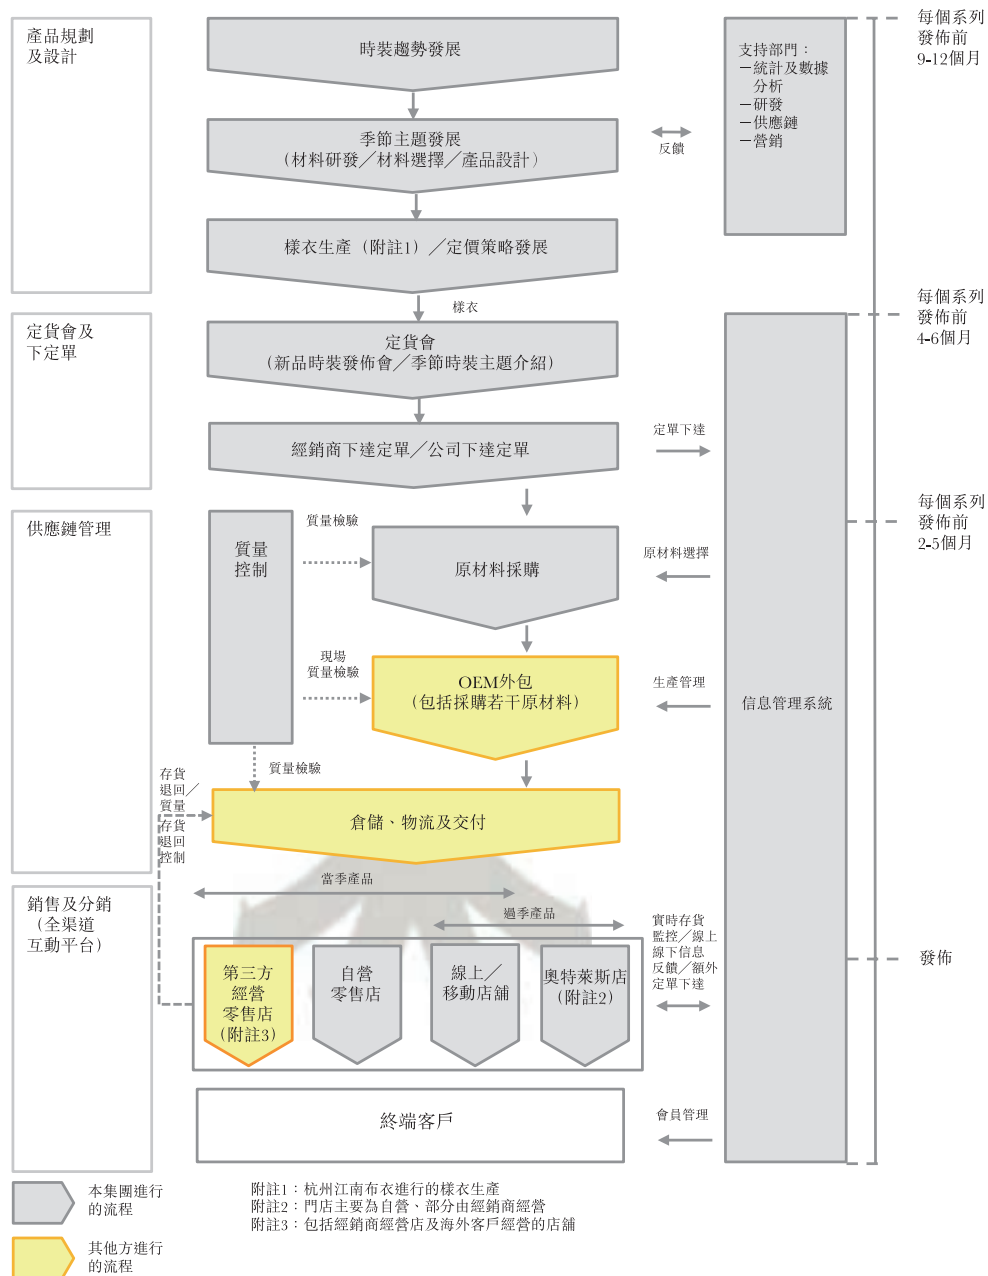 產品規劃
及設計
時裝趨勢發展
支持部門：
－統計及數據
分析
－研發
－供應鏈
－營銷
每個系列
發佈前
9-12個月
季節主題發展
（材料研發／材料選擇／產品設計）
反饋
樣衣生產（附註1）／定價策略發展
樣衣
每個系列
發佈前
4-6個月
定貨會及
下定單
定貨會
（新品時裝發佈會／季節時裝主題介紹）
經銷商下達定單／公司下達定單
定單下達
每個系列
發佈前
2-5個月
供應鏈管理
質量
控制
質量檢驗
原材料採購
原材料選擇
現場
質量檢驗
OEM外包
（包括採購若干原材料）
生產管理
信息管理系統
質量檢驗
存貨
退回／
質量
存貨
退回
控制
倉儲、物流及交付
銷售及分銷
（全渠道
互動平台）
當季產品
過季產品
實時存貨
監控／線上
線下信息
反饋／額外
定單下達
發佈
第三方
經營
零售店
（附註3）
自營
零售店
線上／
移動店舖
奧特萊斯店
（附註2）
終端客戶
會員管理
本集團進行
的流程
其他方進行
的流程
附註1：杭州江南布衣進行的樣衣生產
附註2：門店主要為自營、部分由經銷商經營
附註3：包括經銷商經營店及海外客戶經營的店舖